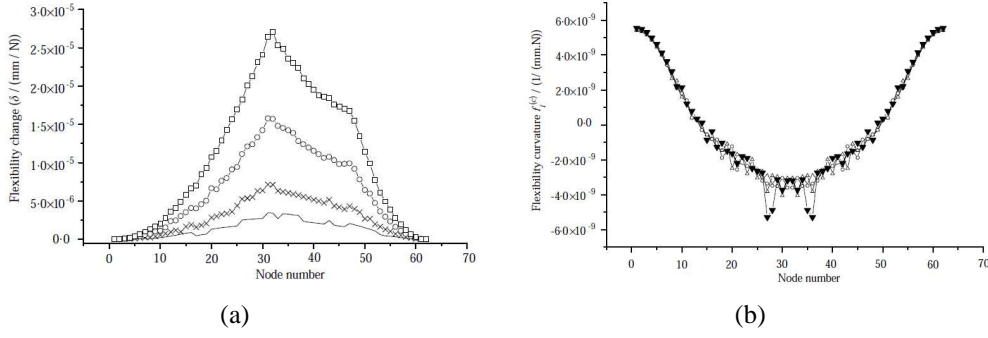 3·0×10⁻⁵
2·5×10⁻⁵
2·0×10⁻⁵
1·5×10⁻⁵
1·0×10⁻⁵
5·0×10⁻⁶
0·0
Flexibility change (δ / (mm / N))
0 10 20 30 40 50 60 70
Node number
(a)
6·0×10⁻⁹
4·0×10⁻⁹
2·0×10⁻⁹
0·0
-2·0×10⁻⁹
-4·0×10⁻⁹
-6·0×10⁻⁹
Flexibility curvature fᵢ⁽ᶜ⁾ / (1/ (mm.N))
0 10 20 30 40 50 60 70
Node number
(b)